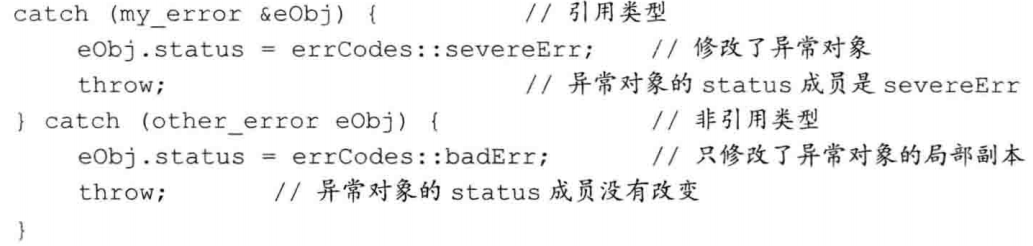 catch (my_error &eObj) {    // 引用类型
    eObj.status = errCodes::severeErr;    // 修改了异常对象
    throw;    // 异常对象的 status 成员是 severeErr
} catch (other_error eObj) {    // 非引用类型
    eObj.status = errCodes::badErr;    // 只修改了异常对象的局部副本
    throw;    // 异常对象的 status 成员没有改变
}